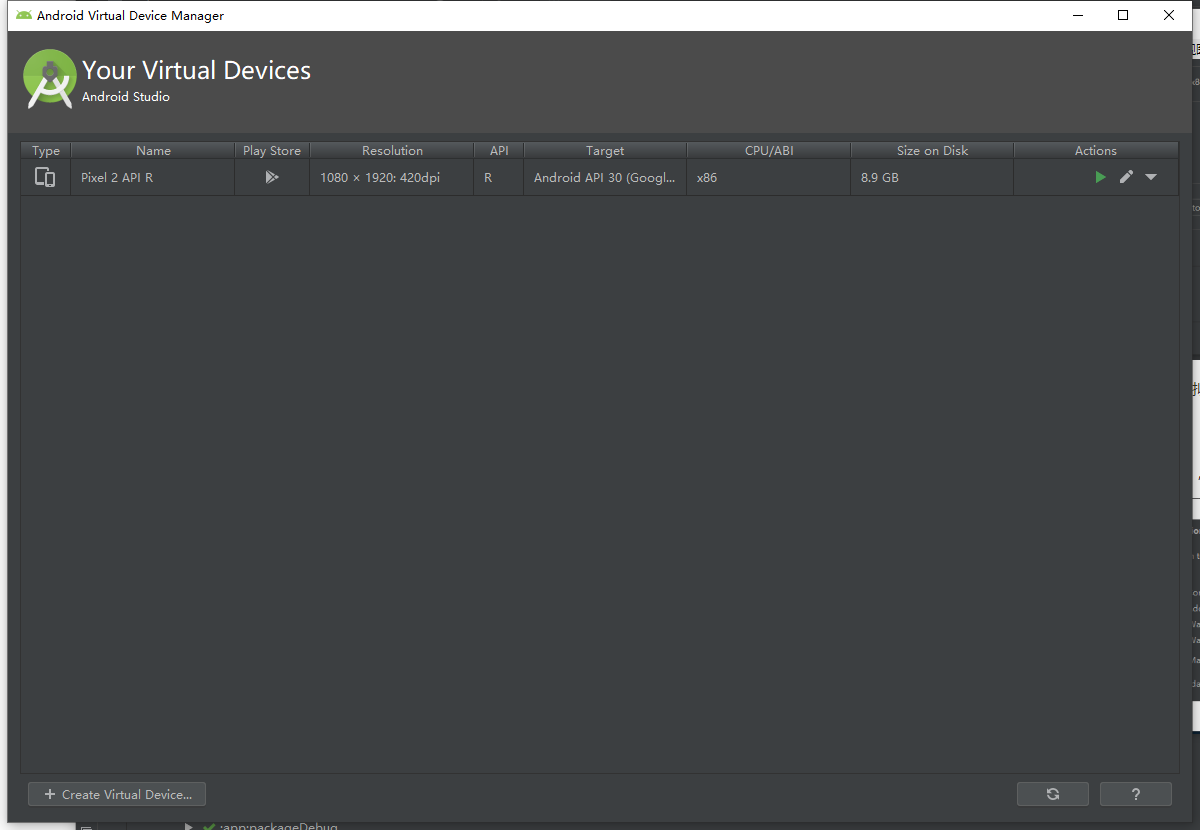 Android Virtual Device Manager
Your Virtual Devices
Android Studio
Type Name Play Store Resolution API Target CPU/ABI Size on Disk Actions
Pixel 2 API R 1080 × 1920: 420dpi R Android API 30 (Googl... x86 8.9 GB
+ Create Virtual Device... ?
:app:packageDebug